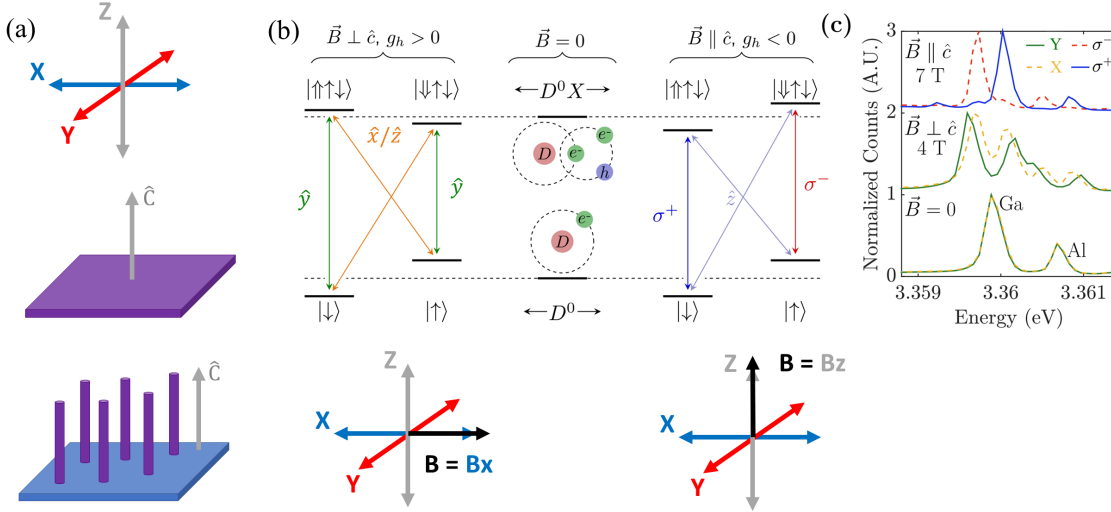 (a)
Z
X
Y
ĉ
ĉ
(b)
B⃗ ⊥ ĉ, g_h > 0
B⃗ = 0
B⃗ ∥ ĉ, g_h < 0
|⇑↑↓⟩
|⇓↑↓⟩
D⁰X
|⇑↑↓⟩
|⇓↑↓⟩
x̂/ẑ
ŷ
ŷ
D
e⁻
e⁻
h
D
e⁻
σ⁺
ẑ
σ⁻
|↓⟩
|↑⟩
D⁰
|↓⟩
|↑⟩
Z
X
Y
B = Bx
Z
X
Y
B = Bz
(c)
Normalized Counts (A.U.)
3
2
1
0
B⃗ ∥ ĉ
7 T
Y
σ⁻
X
σ⁺
B⃗ ⊥ ĉ
4 T
B⃗ = 0
Ga
Al
3.359
3.36
3.361
Energy (eV)